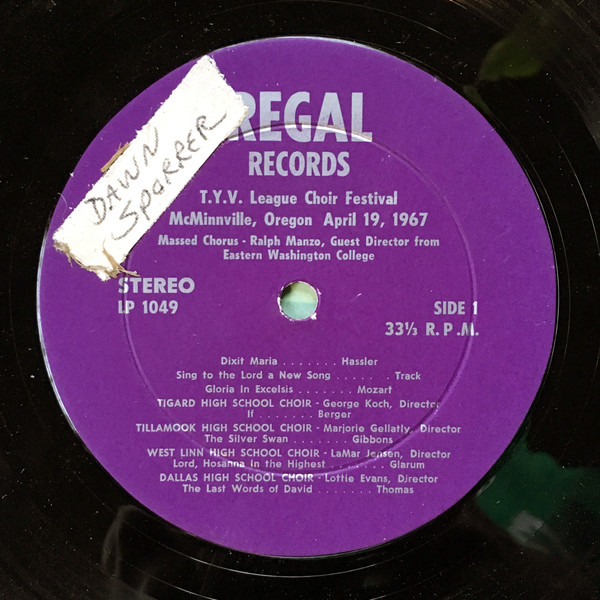 DAWN
SPORRER
REGAL
RECORDS
T.Y.V. League Choir Festival
McMinnville, Oregon April 19, 1967
Massed Chorus - Ralph Manzo, Guest Director from
Eastern Washington College
STEREO
LP 1049
SIDE 1
33⅓ R.P.M.
Dixit Maria . . . . . . . Hassler
Sing to the Lord a New Song . . . . . . . Track
Gloria In Excelsis . . . . . . . Mozart
TIGARD HIGH SCHOOL CHOIR - George Koch, Director
If . . . . . . . Berger
TILLAMOOK HIGH SCHOOL CHOIR - Marjorie Gellatly, Director
The Silver Swan . . . . . . . Gibbons
WEST LINN HIGH SCHOOL CHOIR - LaMar Jensen, Director
Lord, Hosanna In the Highest . . . . . . . Glarum
DALLAS HIGH SCHOOL CHOIR - Lottie Evans, Director
The Last Words of David . . . . . . . Thomas